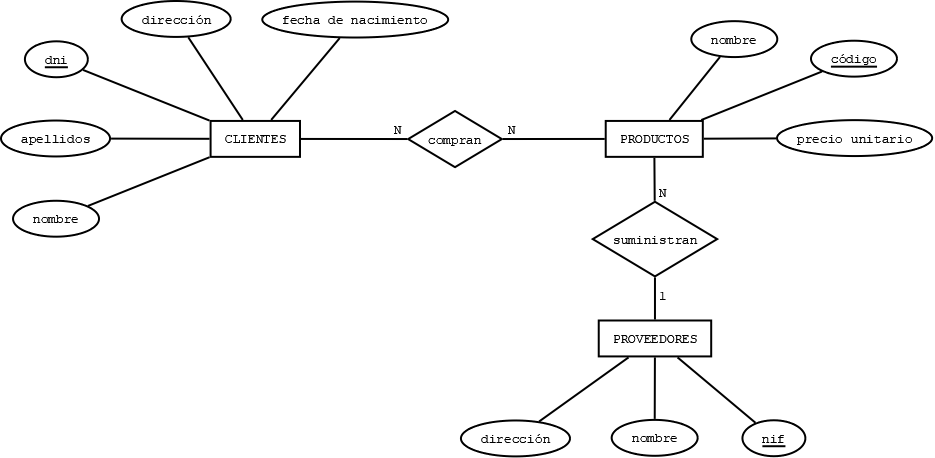 dirección
fecha de nacimiento
nombre
código
dni
apellidos
CLIENTES
N
compran
N
PRODUCTOS
precio unitario
nombre
N
suministran
1
PROVEEDORES
dirección
nombre
nif